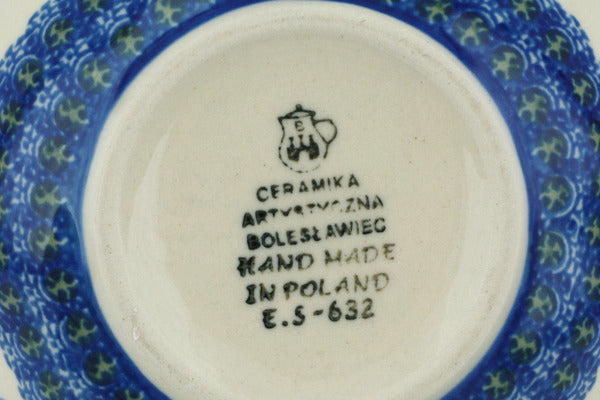 B
CERAMIKA
ARTYSTYCZNA
BOLESŁAWIEC
HAND MADE
IN POLAND
E.S-632